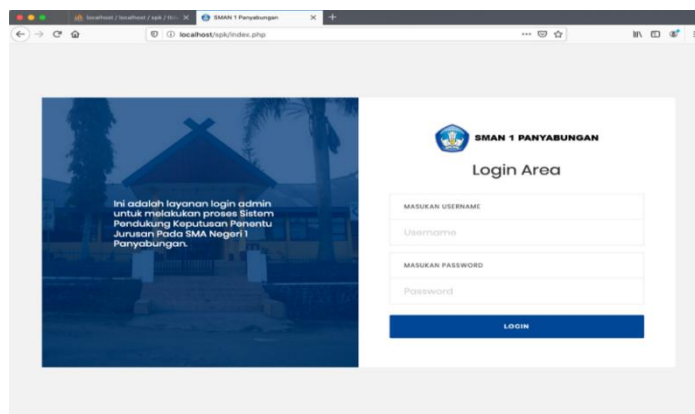 localhost / localhost / spk /
SMAN 1 Panyabungan
localhost/spk/index.php
SMAN 1 PANYABUNGAN
Login Area
Ini adalah layanan login admin
untuk melakukan proses Sistem
Pendukung Keputusan Penentu
Jurusan Pada SMA Negeri 1
Panyabungan.
MASUKAN USERNAME
Username
MASUKAN PASSWORD
Password
LOGIN